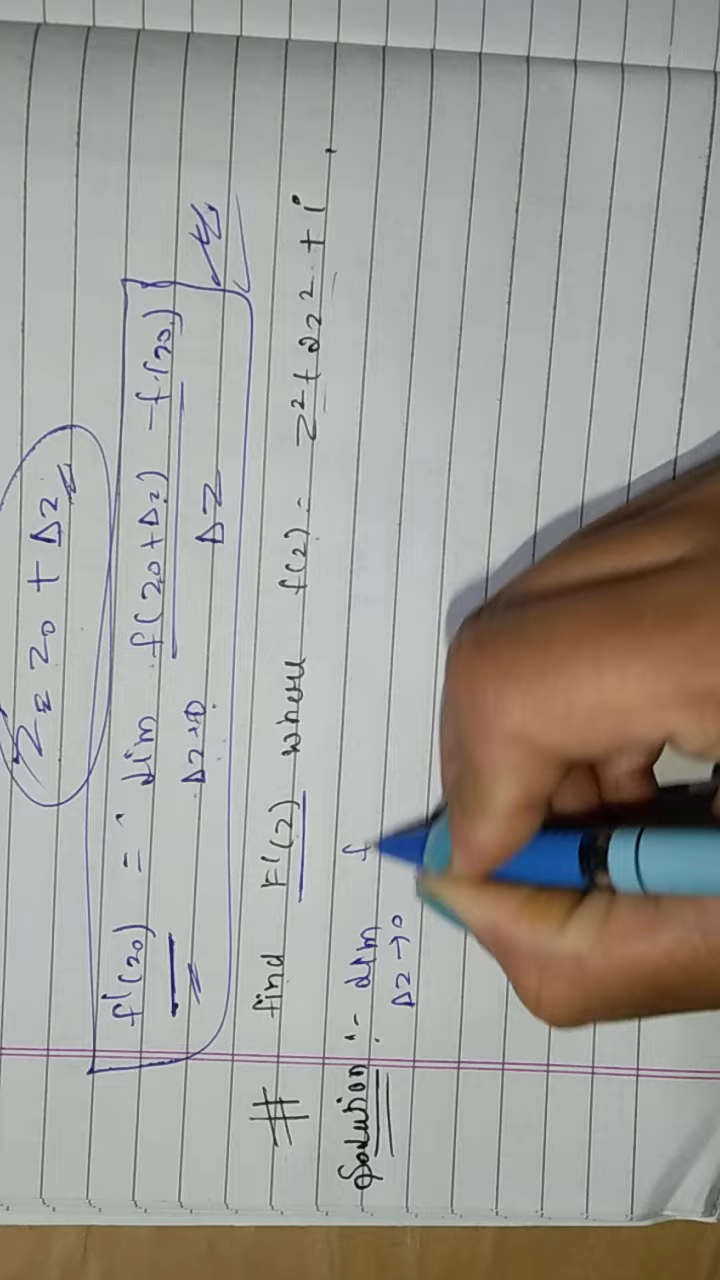 Z = Z0 + ΔZ
f'(z0) = lim f(z0+Δz) - f(z0)
Δz→0 ΔZ
# find F'(z) where f(z) = Z² + 2z² + i.
Solution :- lim f
Δz→0